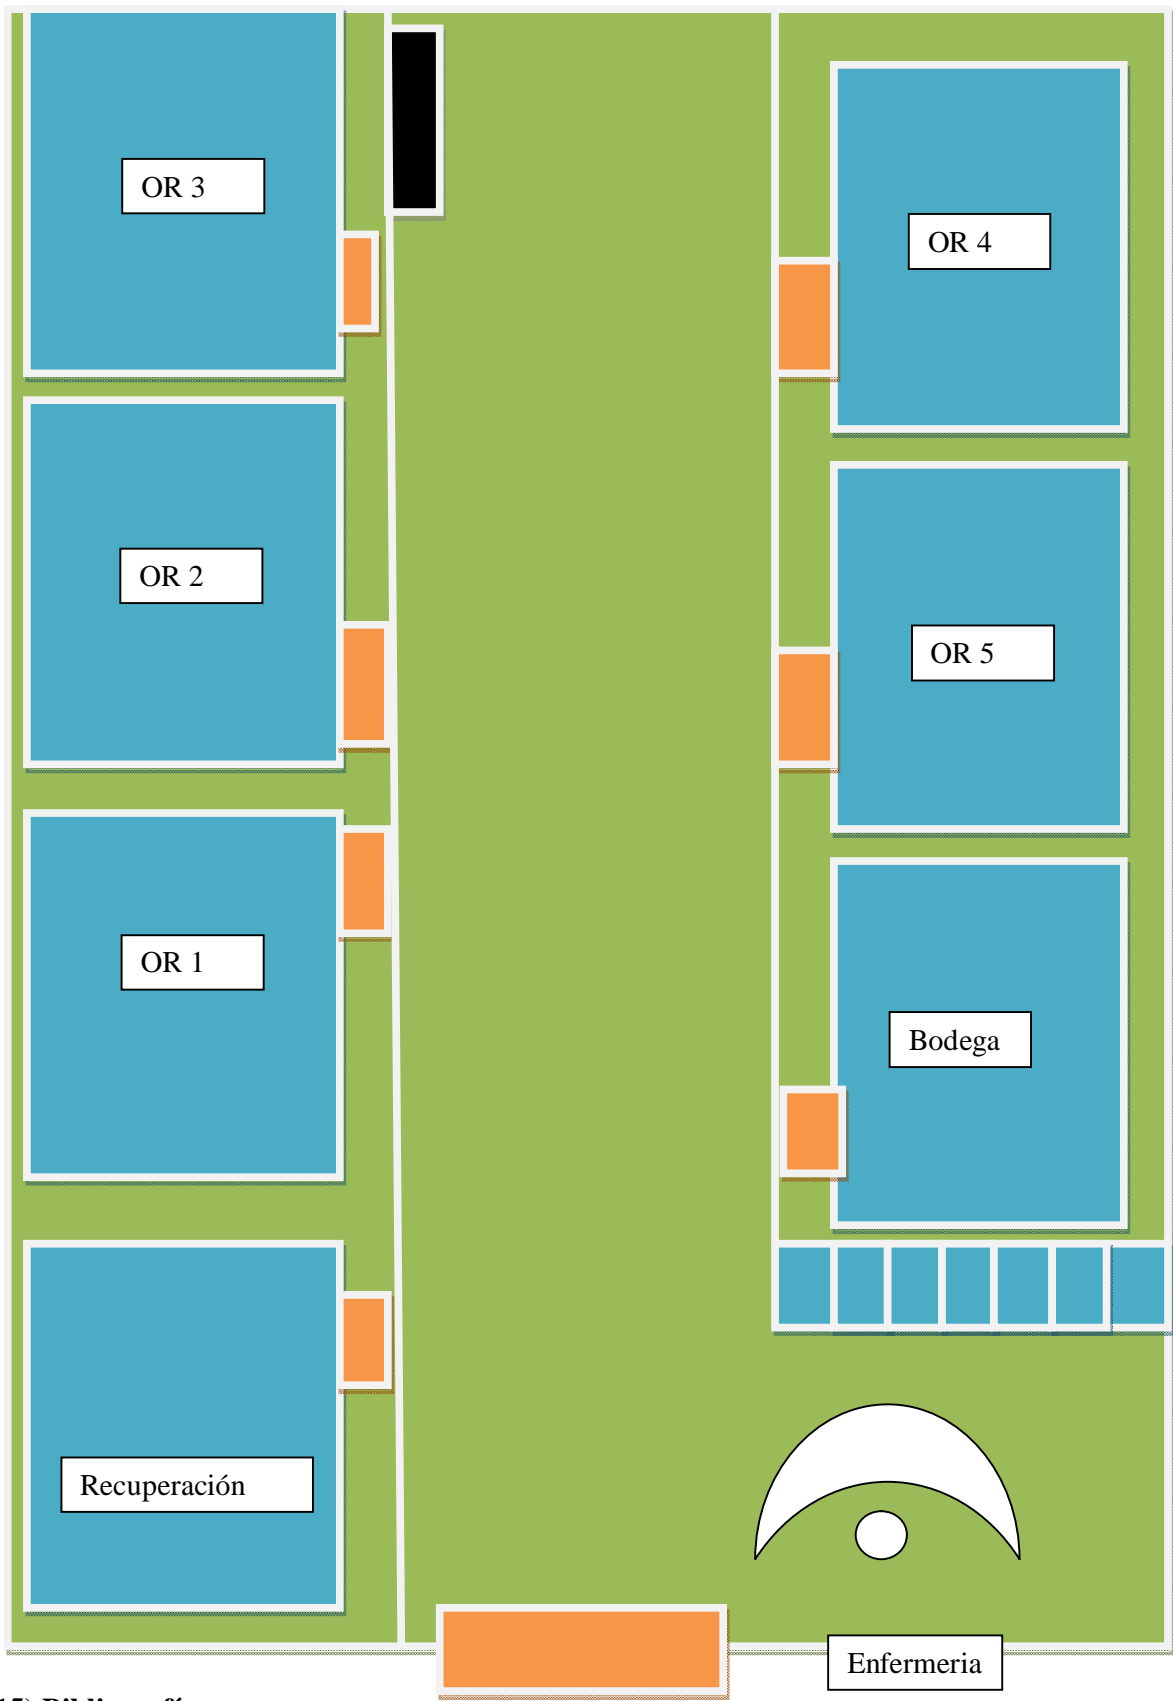 OR 3
OR 4
OR 2
OR 5
OR 1
Bodega
Recuperación
Enfermeria